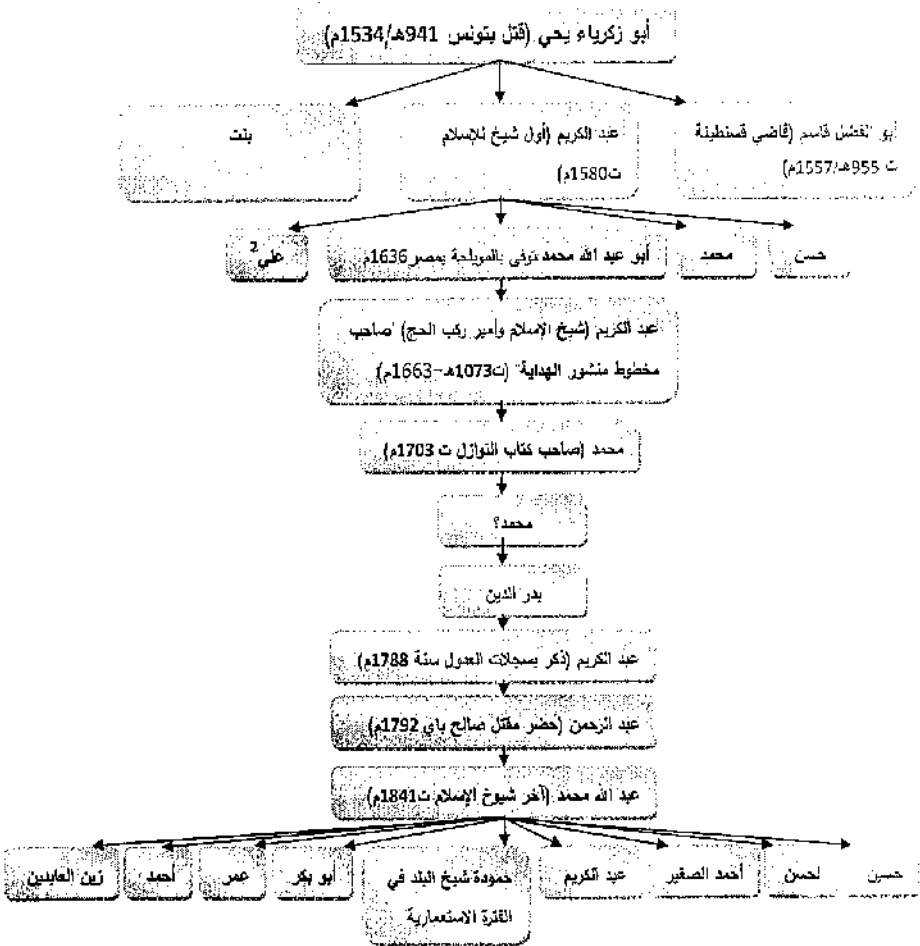 أبو زكرياء يحي (قتل بتونس 941هـ/1534م)
أبو الفضل قاسم (قاضي قسنطينة
ت 955هـ/1557م)
عبد الكريم (أول شيخ للإسلام
ت1580م)
بنت
حسن
محمد
أبو عبد الله محمد توفي بالمويلحة بمصر 1636م
علي2
عبد الكريم (شيخ الإسلام وأمير ركب الحج) "صاحب
مخطوط منشور الهداية" (ت1073هـ-1663م)
محمد (صاحب كتاب النوازل ت 1703م)
محمد؟
بدر الدين
عبد الكريم (ذكر بسجلات العدول سنة 1788م)
عبد الرحمن (حضر مقتل صالح باي 1792م)
عبد الله محمد (آخر شيوخ الإسلام ت1841م)
حسين
لحسن
أحمد الصغير
عبد الكريم
حمودة شيخ البلد في
الفترة الاستعمارية
أبو بكر
عمر
أحمد
زين العابدين